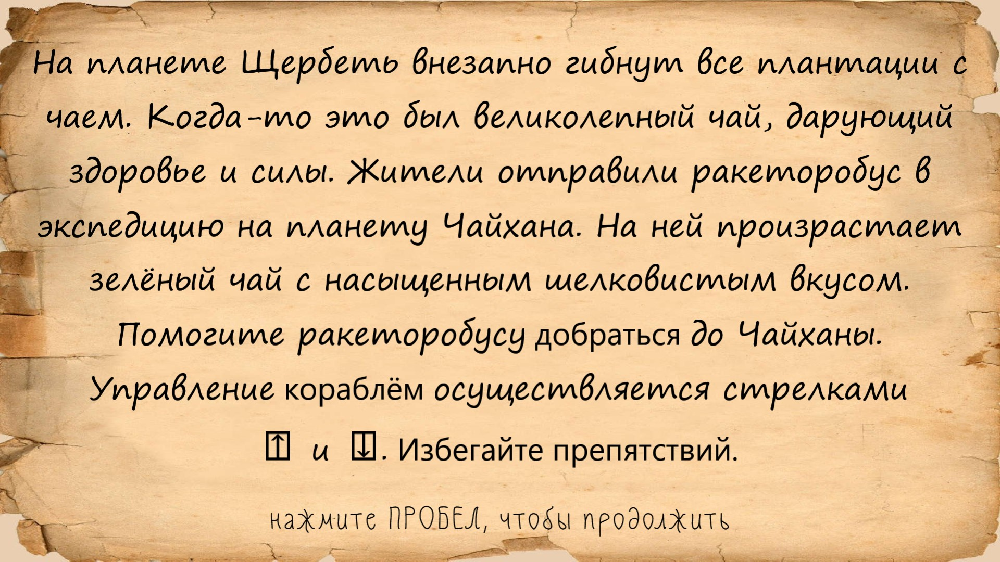 На планете Щербеть внезапно гибнут все плантации с
чаем. Когда-то это был великолепный чай, дарующий
здоровье и силы. Жители отправили ракеторобус в
экспедицию на планету Чайхана. На ней произрастает
зелёный чай с насыщенным шелковистым вкусом.
Помогите ракеторобусу добраться до Чайханы.
Управление кораблём осуществляется стрелками
⍐ и ⍗. Избегайте препятствий.
нажмите ПРОБЕЛ, чтобы продолжить